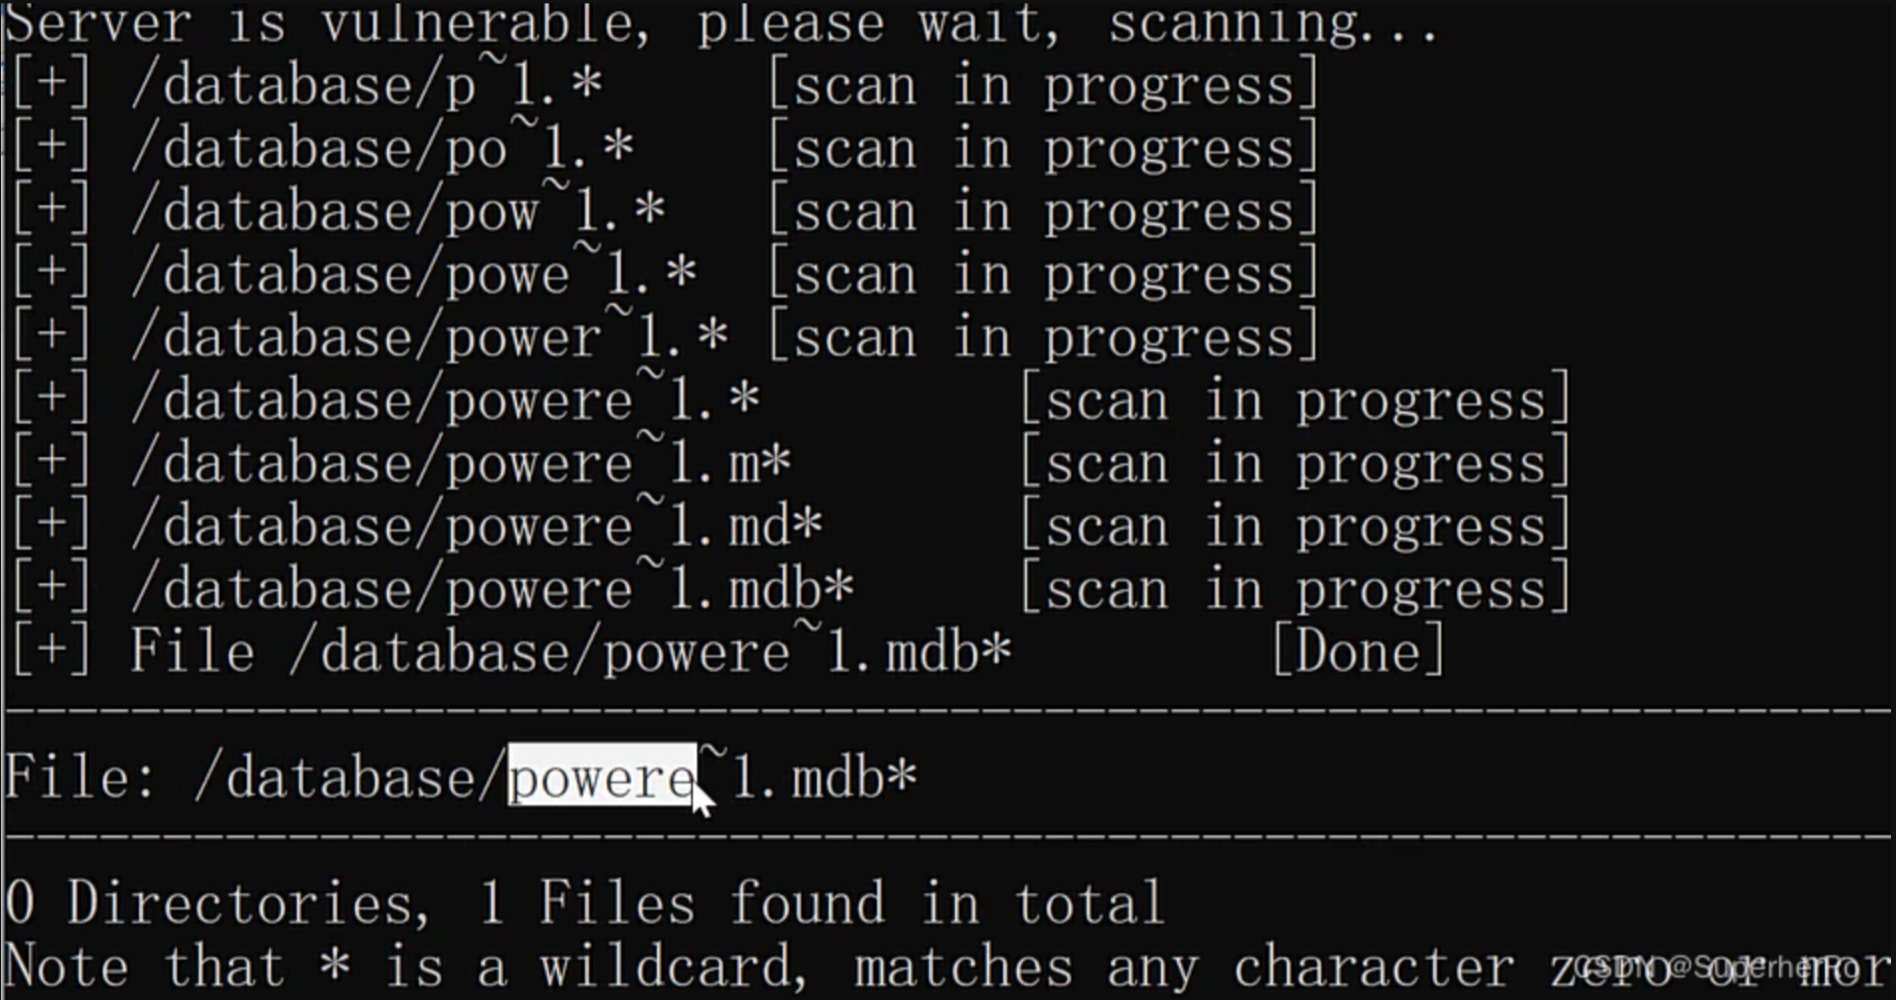 Server is vulnerable, please wait, scanning...
[+] /database/p~1.* [scan in progress]
[+] /database/po~1.* [scan in progress]
[+] /database/pow~1.* [scan in progress]
[+] /database/powe~1.* [scan in progress]
[+] /database/power~1.* [scan in progress]
[+] /database/powere~1.* [scan in progress]
[+] /database/powere~1.m* [scan in progress]
[+] /database/powere~1.md* [scan in progress]
[+] /database/powere~1.mdb* [scan in progress]
[+] File /database/powere~1.mdb* [Done]
----------------------------------------------------------------
File: /database/powere~1.mdb*
----------------------------------------------------------------
0 Directories, 1 Files found in total
Note that * is a wildcard, matches any character zero or mor
CSDN